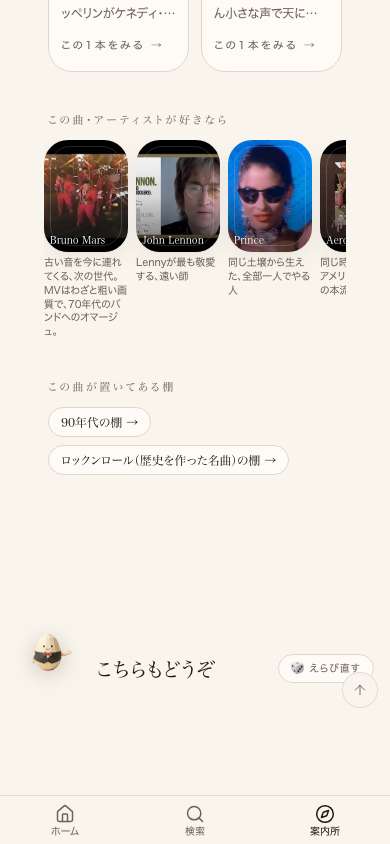 ッペリンがケネディ・…
ん小さな声で天に…
この1本をみる →
この1本をみる →
この曲・アーティストが好きなら
NNON.
Bruno Mars
John Lennon
Prince
Aero
古い音を今に連れ
てくる、次の世代。
MVはわざと粗い画
質で、70年代のバ
ンドへのオマージ
ュ。
Lennyが最も敬愛
する、遠い師
同じ土壌から生え
た、全部一人でやる
人
同じ時
アメリ
の本流
この曲が置いてある棚
90年代の棚 →
ロックンロール(歴史を作った名曲)の棚 →
こちらもどうぞ
えらび直す
ホーム
検索
案内所